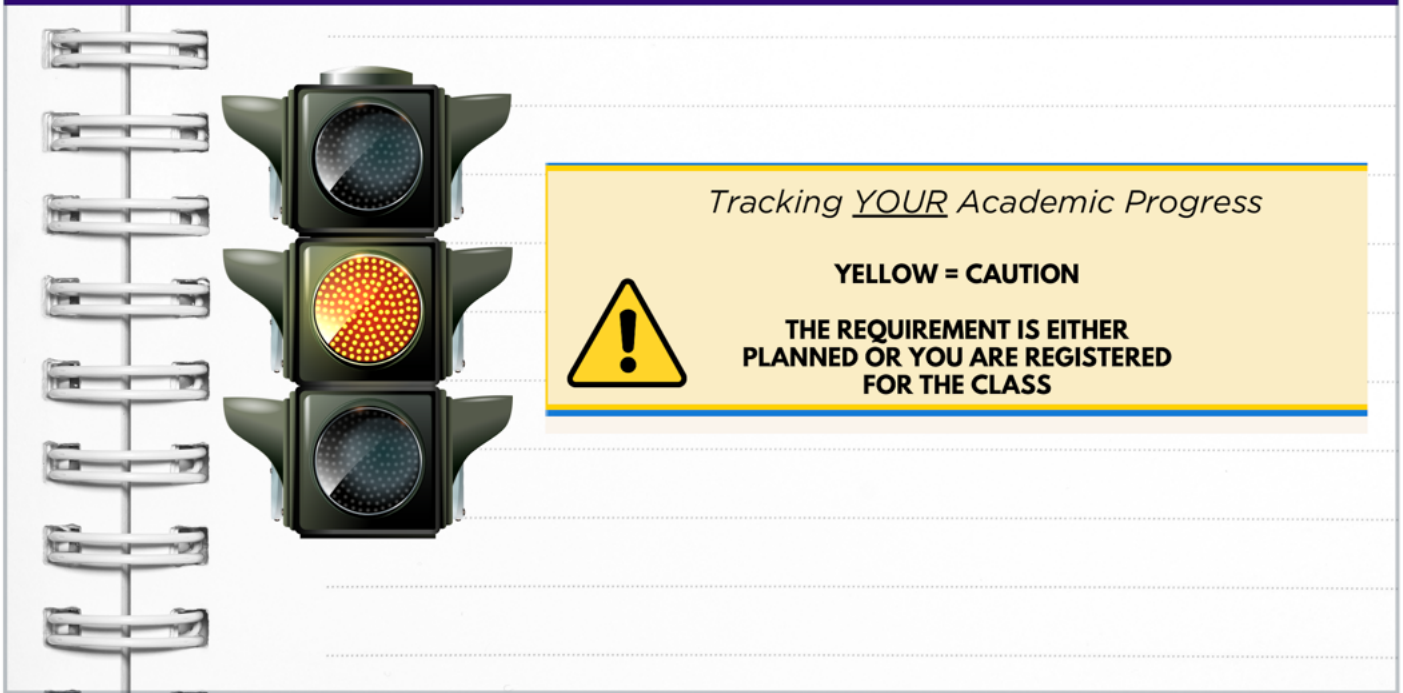 Tracking YOUR Academic Progress
YELLOW = CAUTION
THE REQUIREMENT IS EITHER
PLANNED OR YOU ARE REGISTERED
FOR THE CLASS